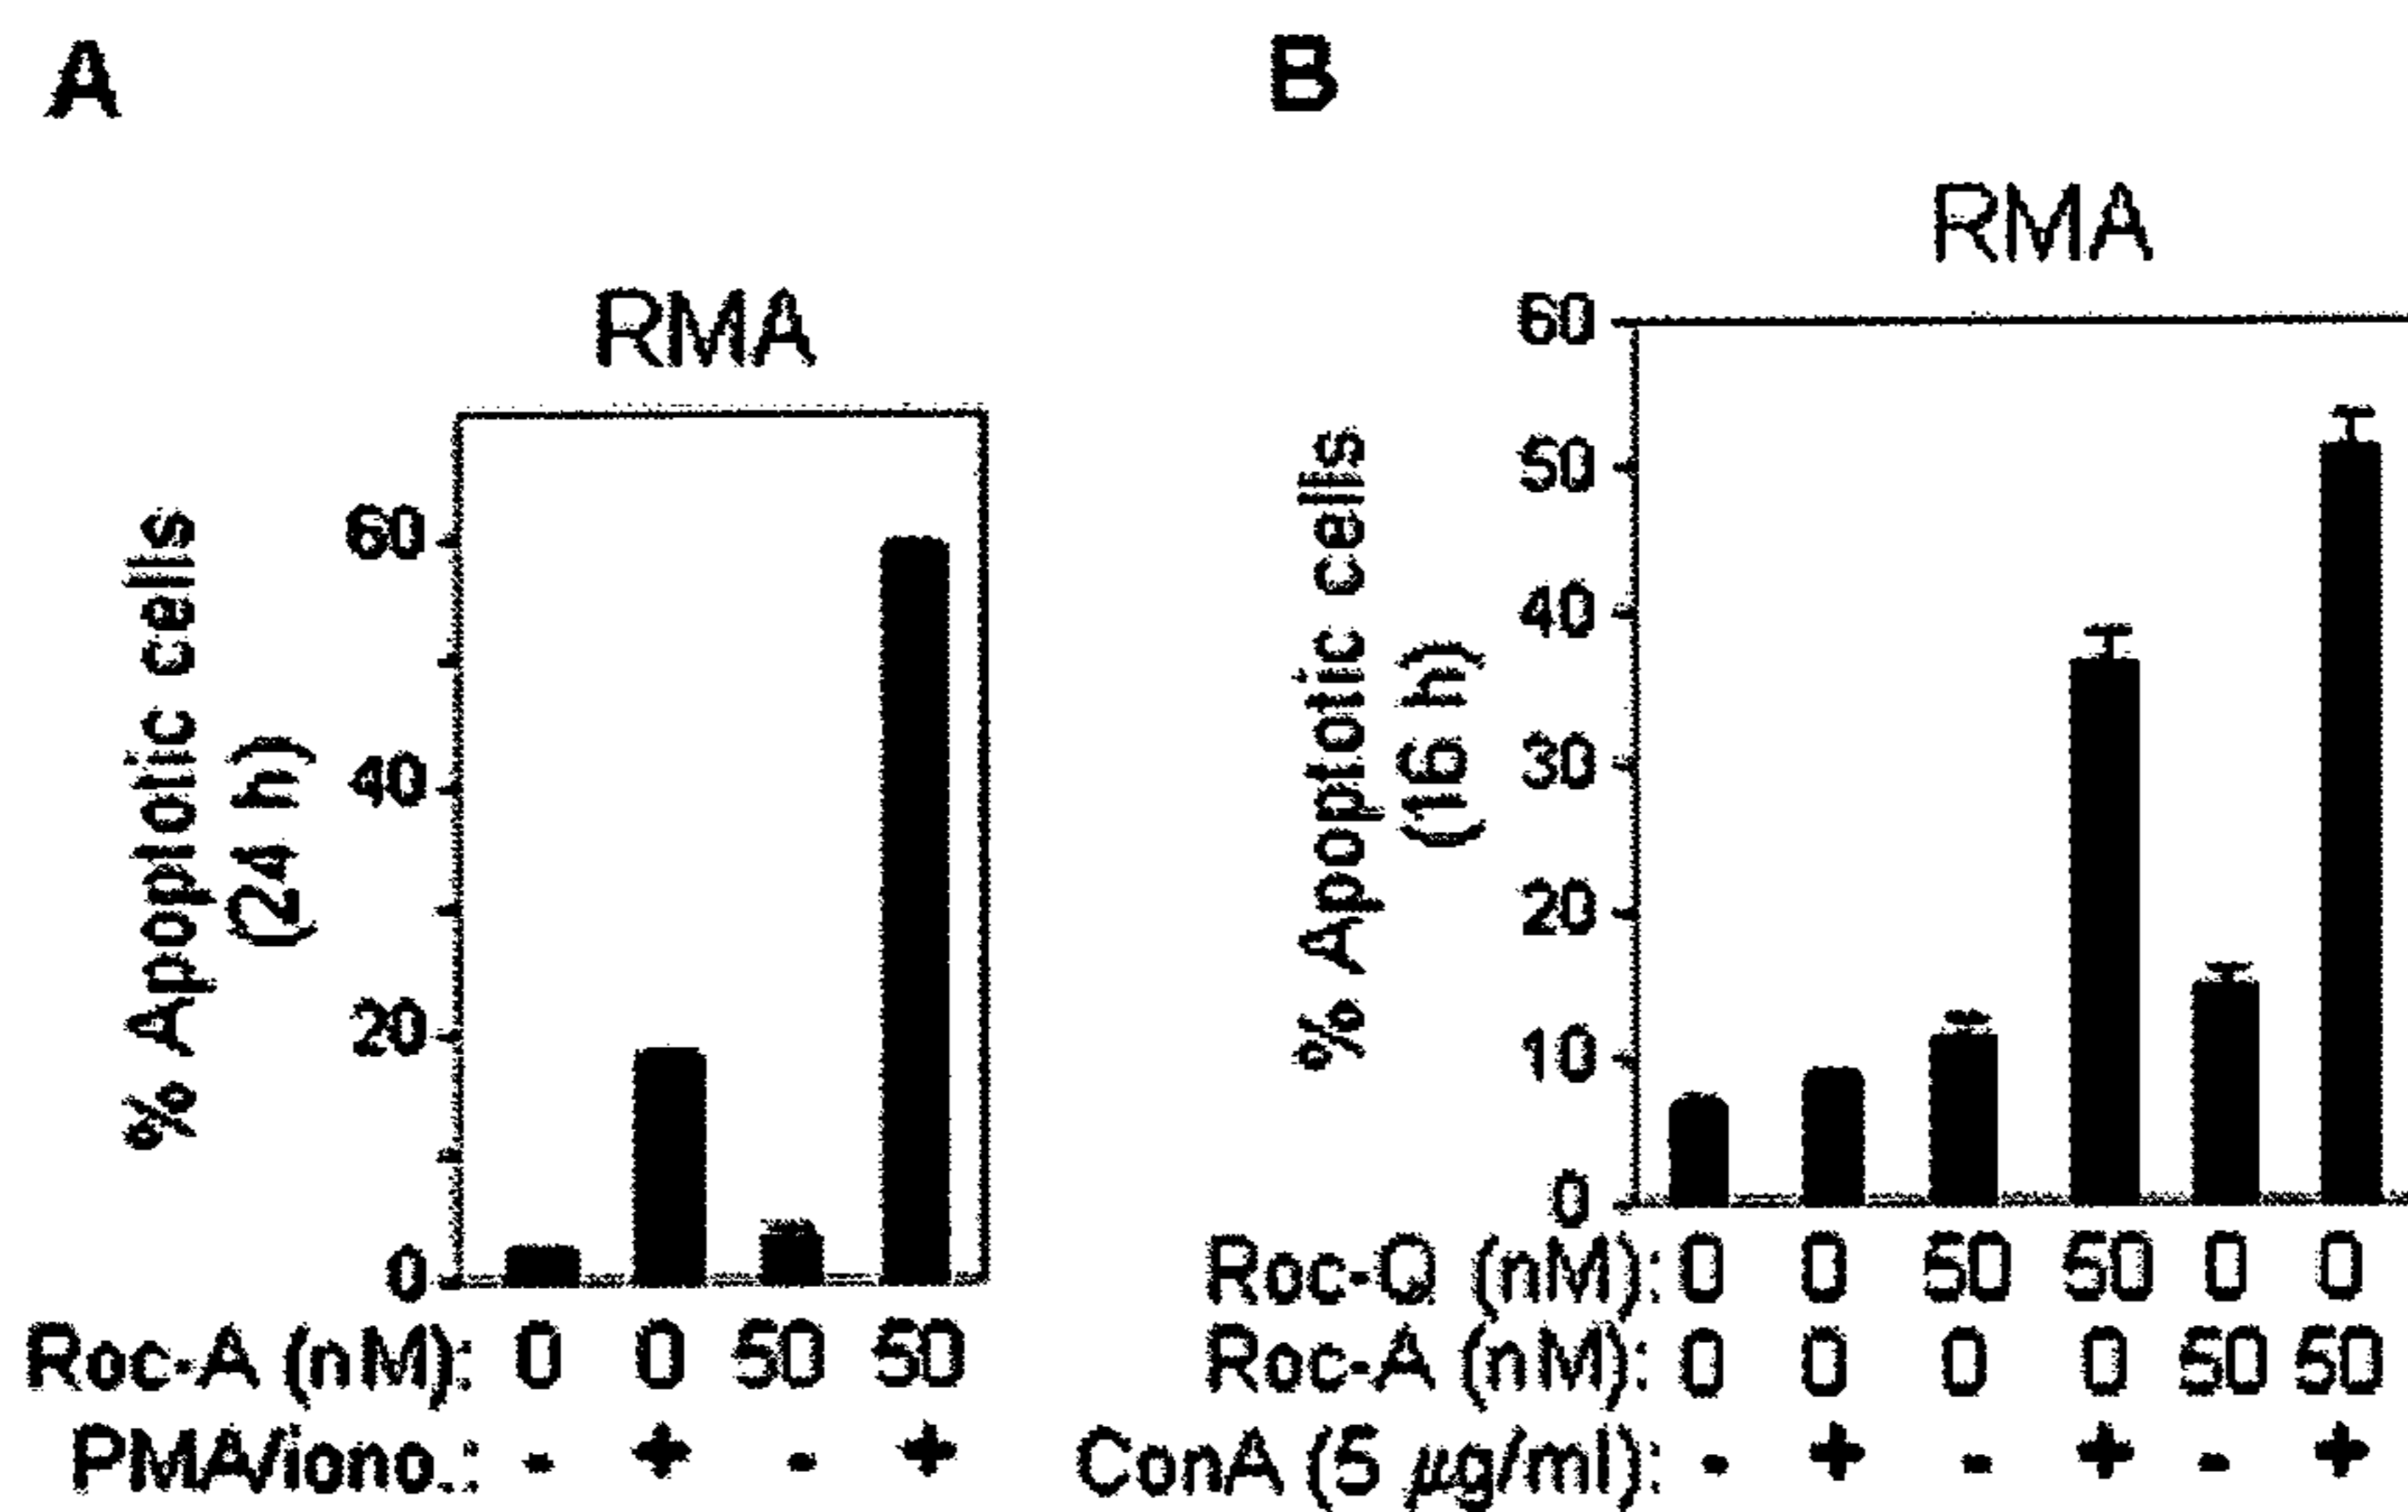 A
B
RMA
RMA
% Apoptotic cells
(24 h)
60
40
20
0
Roc-A (nM): 0 0 50 50
PMA/iono.: - + - +
% Apoptotic cells
(16 h)
60
50
40
30
20
10
0
Roc-Q (nM): 0 0 50 50 0 0
Roc-A (nM): 0 0 0 0 50 50
ConA (5 µg/ml): - + - + - +